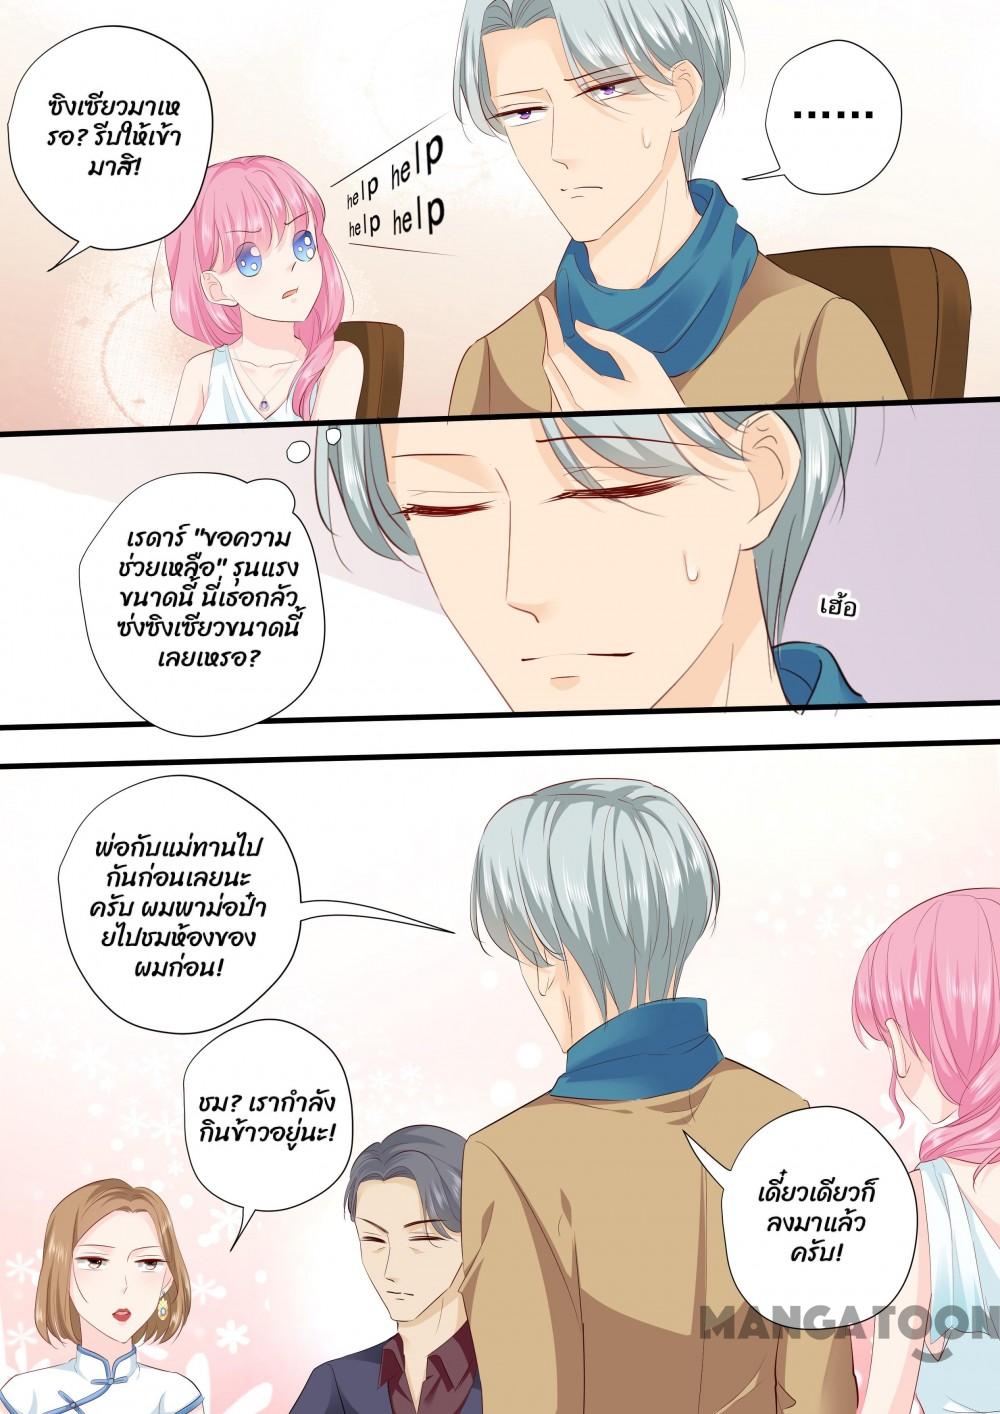 ซิงเซียวมาเห
รอ? รีบให้เข้า
มาสิ!
help help
help help
......
เรดาร์ "ขอความ
ช่วยเหลือ" รุนแรง
ขนาดนี้ นี่เธอกลัว
ซ่งซิงเซียวขนาดนี้
เลยเหรอ?
เฮ้อ
พ่อกับแม่ทานไป
กันก่อนเลยนะ
ครับ ผมพาม่อป๋า
ยไปชมห้องของ
ผมก่อน!
ชม? เรากำลัง
กินข้าวอยู่นะ!
เดี๋ยวเดียวก็
ลงมาแล้ว
ครับ!
MANGATOON